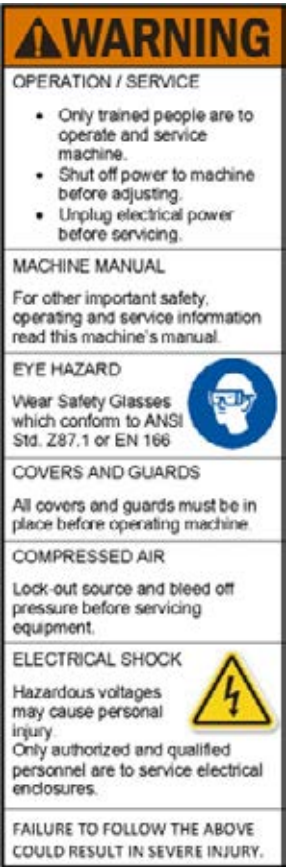 WARNING
OPERATION / SERVICE
• Only trained people are to
operate and service
machine.
• Shut off power to machine
before adjusting.
• Unplug electrical power
before servicing.
MACHINE MANUAL
For other important safety,
operating and service information
read this machine's manual.
EYE HAZARD
Wear Safety Glasses
which conform to ANSI
Std. Z87.1 or EN 166
COVERS AND GUARDS
All covers and guards must be in
place before operating machine
COMPRESSED AIR
Lock-out source and bleed off
pressure before servicing
equipment.
ELECTRICAL SHOCK
Hazardous voltages
may cause personal
injury.
Only authorized and qualified
personnel are to service electrical
enclosures.
FAILURE TO FOLLOW THE ABOVE
COULD RESULT IN SEVERE INJURY.